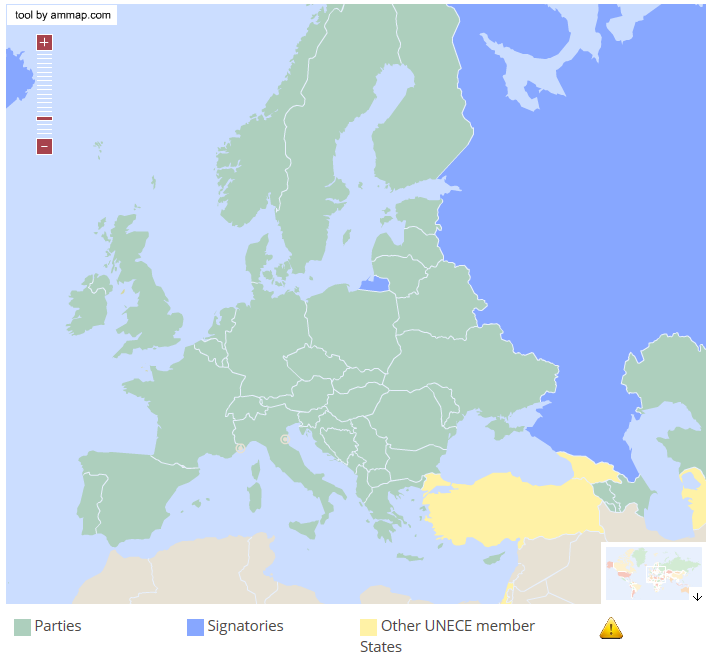 tool by ammap.com
+
−
Parties
Signatories
Other UNECE member
States